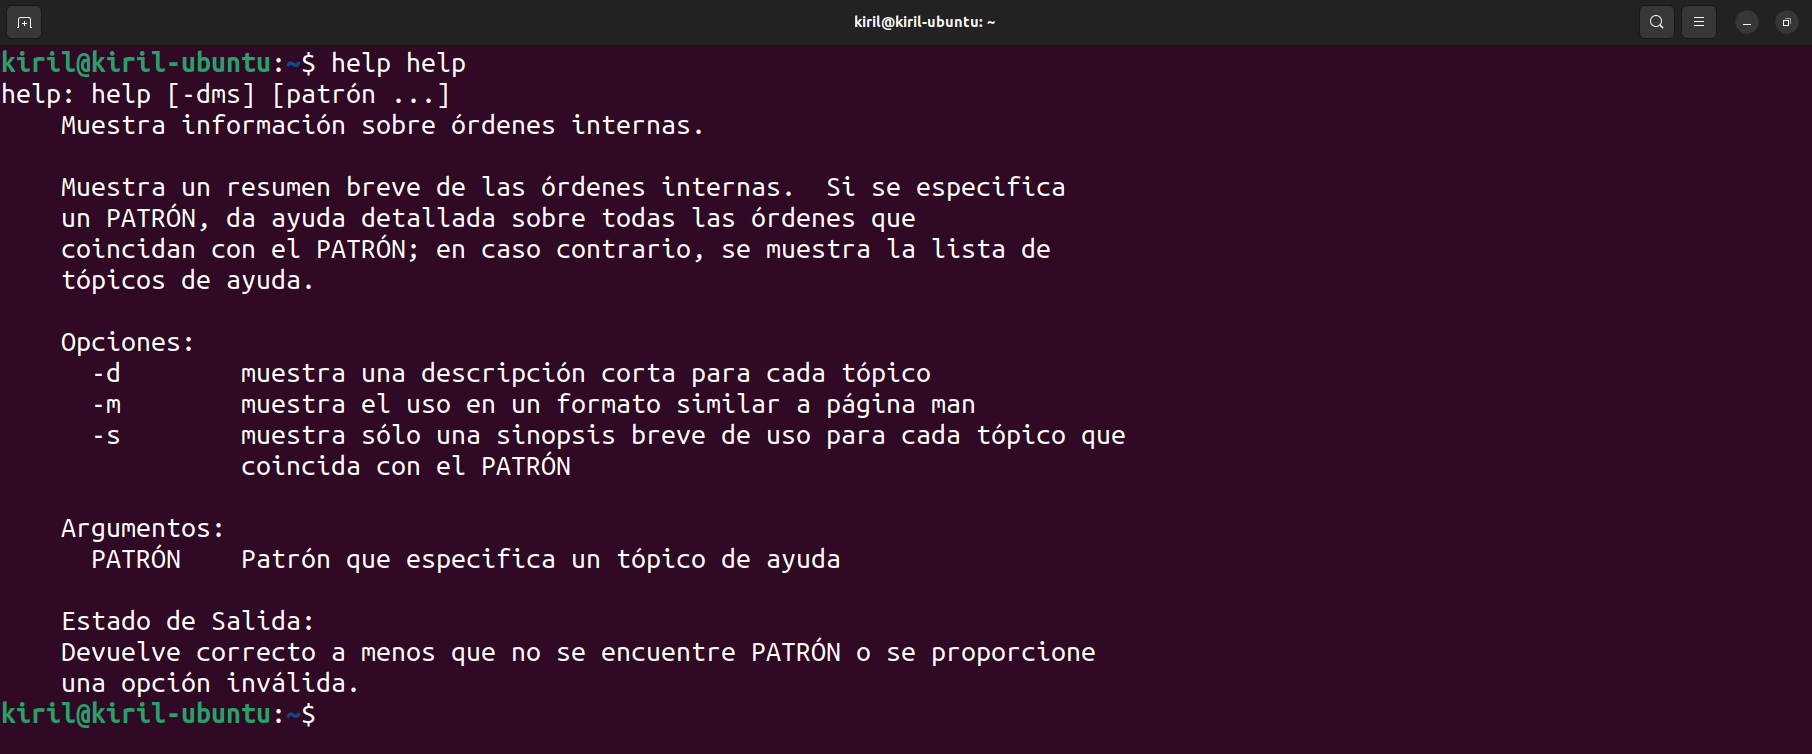 kiril@kiril-ubuntu: ~
kiril@kiril-ubuntu:~$ help help
help: help [-dms] [patrón ...]
    Muestra información sobre órdenes internas.

    Muestra un resumen breve de las órdenes internas.  Si se especifica
    un PATRÓN, da ayuda detallada sobre todas las órdenes que
    coincidan con el PATRÓN; en caso contrario, se muestra la lista de
    tópicos de ayuda.

    Opciones:
      -d        muestra una descripción corta para cada tópico
      -m        muestra el uso en un formato similar a página man
      -s        muestra sólo una sinopsis breve de uso para cada tópico que
                coincida con el PATRÓN

    Argumentos:
      PATRÓN    Patrón que especifica un tópico de ayuda

    Estado de Salida:
    Devuelve correcto a menos que no se encuentre PATRÓN o se proporcione
    una opción inválida.
kiril@kiril-ubuntu:~$